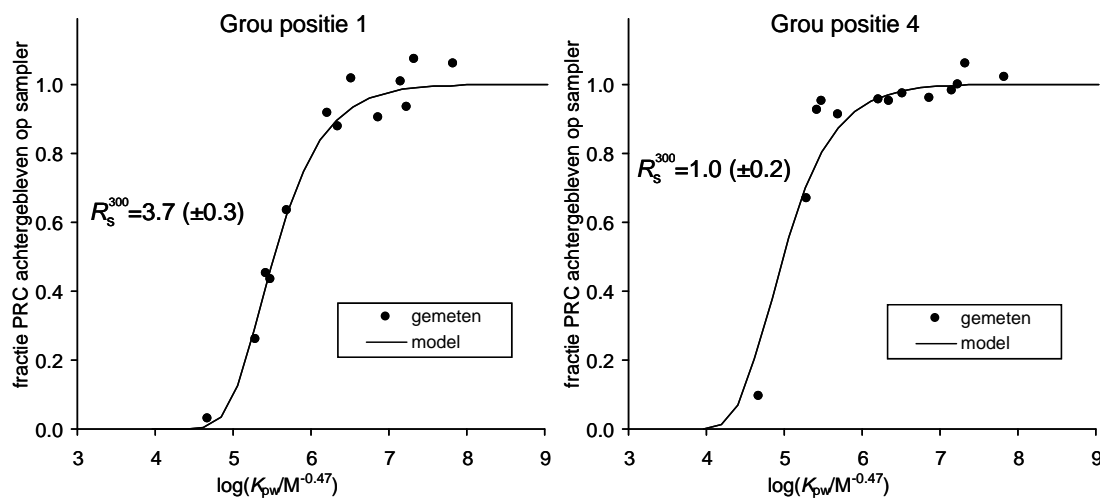 Grou positie 1
fractie PRC achtergebleven op sampler
1.0
0.8
0.6
0.4
0.2
0.0
R_s^300=3.7 (±0.3)
gemeten
model
3 4 5 6 7 8 9
log(K_pw/M^-0.47)
Grou positie 4
fractie PRC achtergebleven op sampler
1.0
0.8
0.6
0.4
0.2
0.0
R_s^300=1.0 (±0.2)
gemeten
model
3 4 5 6 7 8 9
log(K_pw/M^-0.47)